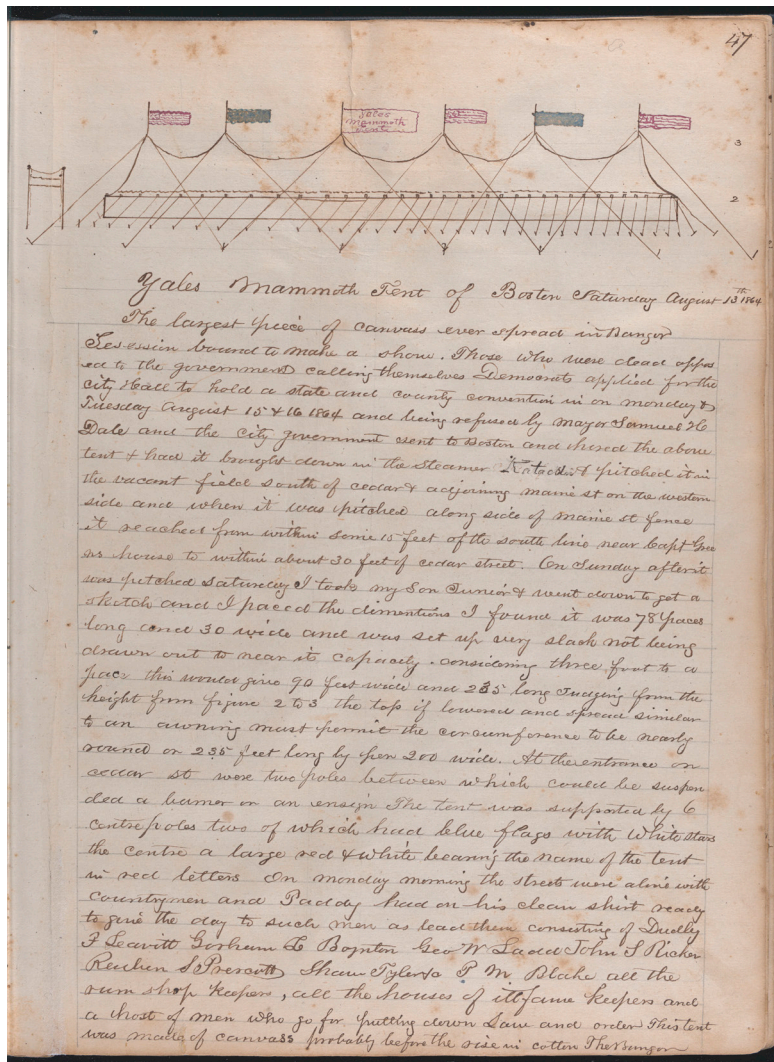 47
Yales
Mammoth
Tent
3
2
Yales Mammoth Tent of Boston Saturday August 13th 1864
The largest piece of canvass ever spread in Bangor
Sesession bound to make a show. Those who were dead oppos
ed to the government calling themselves Democrats applied for the
City Hall to hold a state and county convention in on monday &
Tuesday August 15 & 16 1864 and being refused by mayor Samuel H
Dale and the city government sent to Boston and hired the above
tent & had it brought down in the steamer Katadin & pitched it in
the vacant field south of cedar & adjoining maine st on the western
side and when it was pitched along side of maine st fence
it reached from within some 15 feet of the south line near Capt Gree
ns house to within about 30 feet of cedar street. On Sunday after it
was pitched Saturday I took my Son Junior & went down to get a
sketch and I paced the dimentions I found it was 78 paces
long and 30 wide and was set up very slack not being
drawn out to near it capacity. considering three foot to a
pace this would give 90 feet wide and 235 long Judging from the
height from figure 2 to 3 the top if lowered and spread similar
to an awning must permit the circumference to be nearly
round or 235 feet long by per 200 wide. At the entrance on
cedar st were two poles between which could be suspen
ded a banner or an ensign The tent was supported by 6
centre poles two of which had blue flags with white stars
the centre a large red & white bearing the name of the tent
in red letters On monday morning the streets were alive with
countrymen and Paddy had on his clean shirt ready
to give the day to such men as lead them consisting of Dudley
F Leavitt Gorham L Boynton Geo W Ladd John S Ricker
Reuben S Prescott Shaw Tyler & P M Blake all the
rum shop keepers, all the houses of ill fame keepers and
a host of men who go for putting down Law and order This tent
was made of canvass probably before the rise in cotton The Bangor